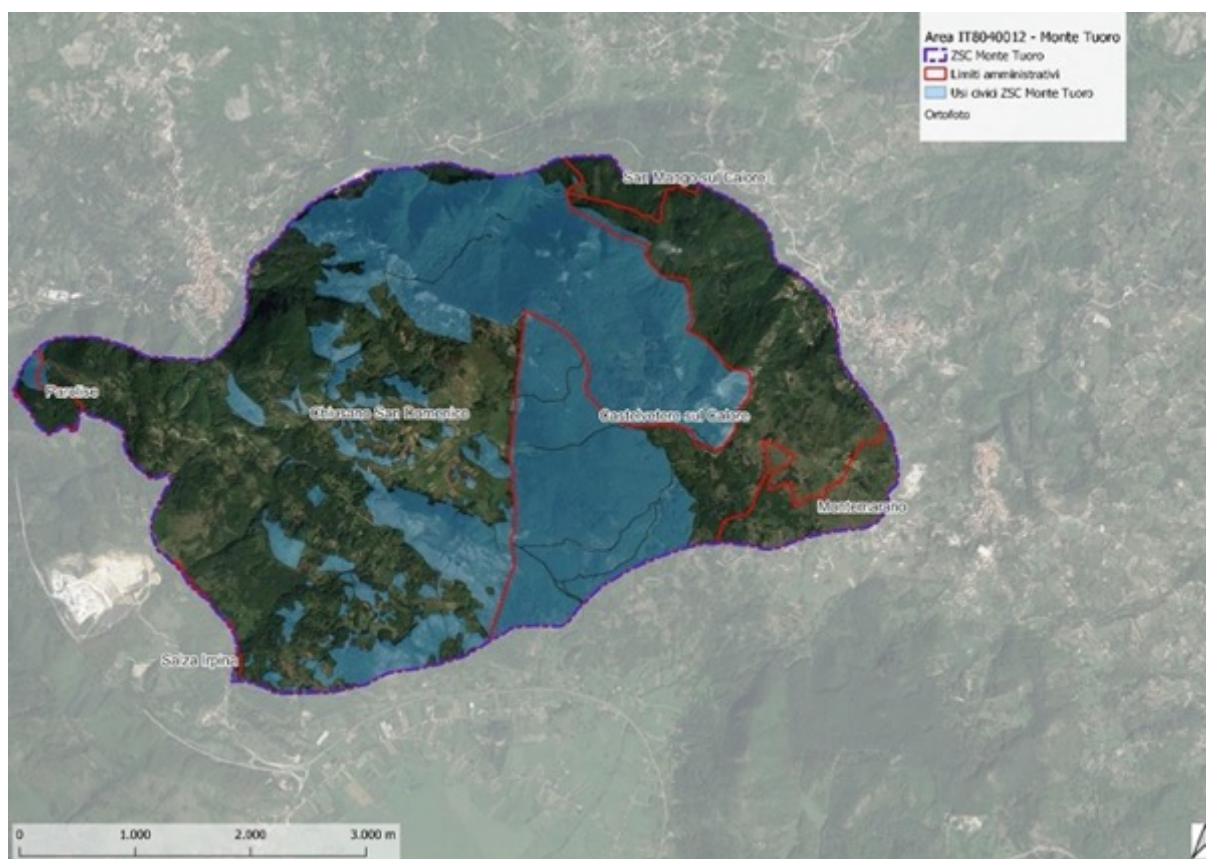 Area IT8040012 - Monte Tuoro
ZSC Monte Tuoro
Limiti amministrativi
Usi civici ZSC Monte Tuoro
Ortofoto
San Mango sul Calore
Parolise
Chiusano San Domenico
Castelvetere sul Calore
Montemarano
Salza Irpina
0 1.000 2.000 3.000 m